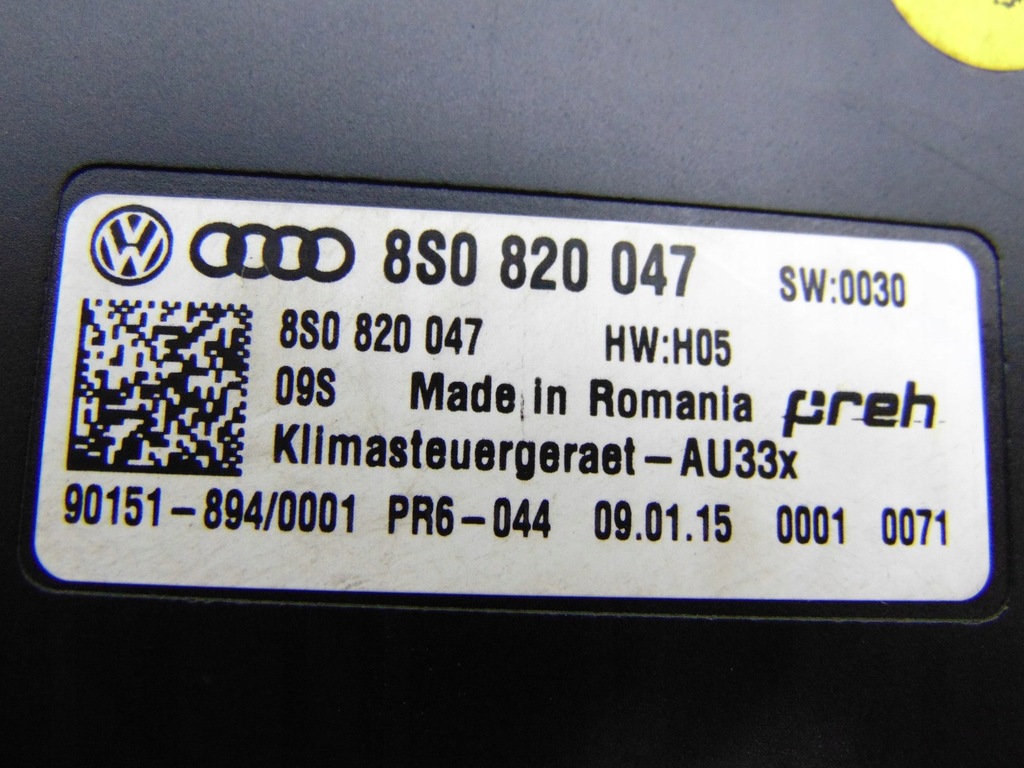 8S0 820 047 SW:0030
8S0 820 047 HW:H05
09S Made in Romania preh
Klimasteuergeraet-AU33x
90151-894/0001 PR6-044 09.01.15 0001 0071